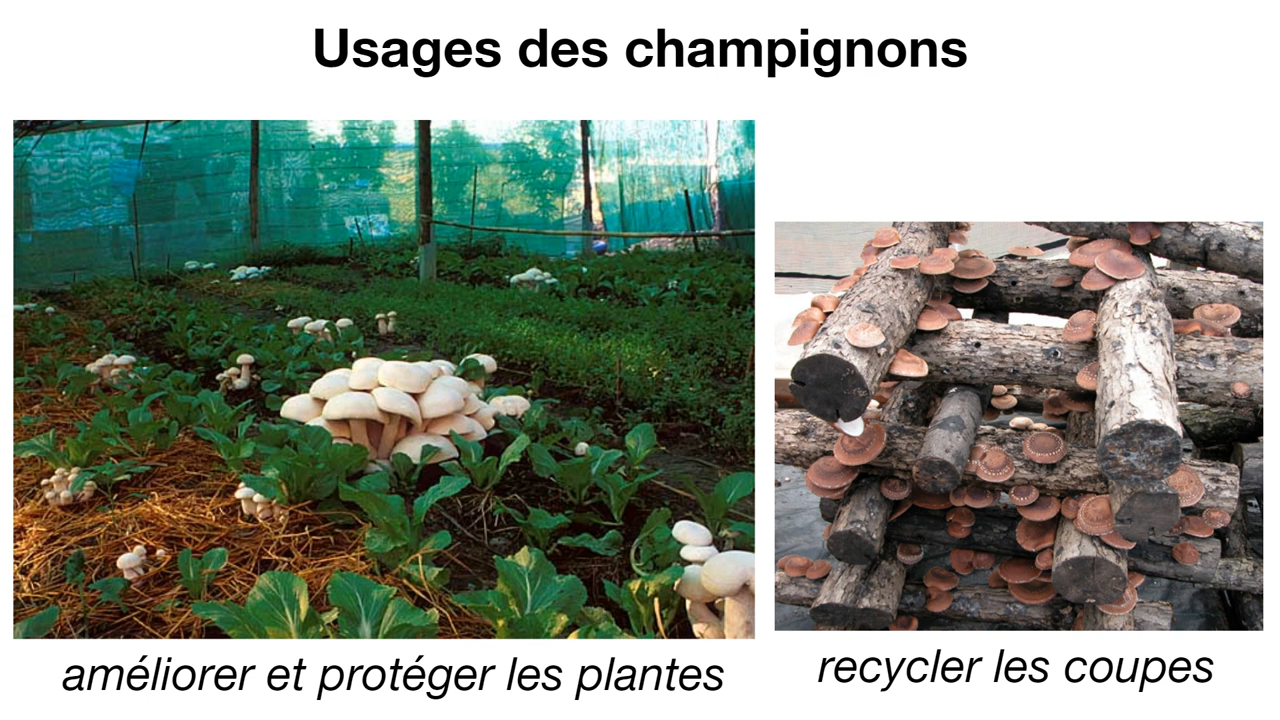 Usages des champignons
améliorer et protéger les plantes
recycler les coupes